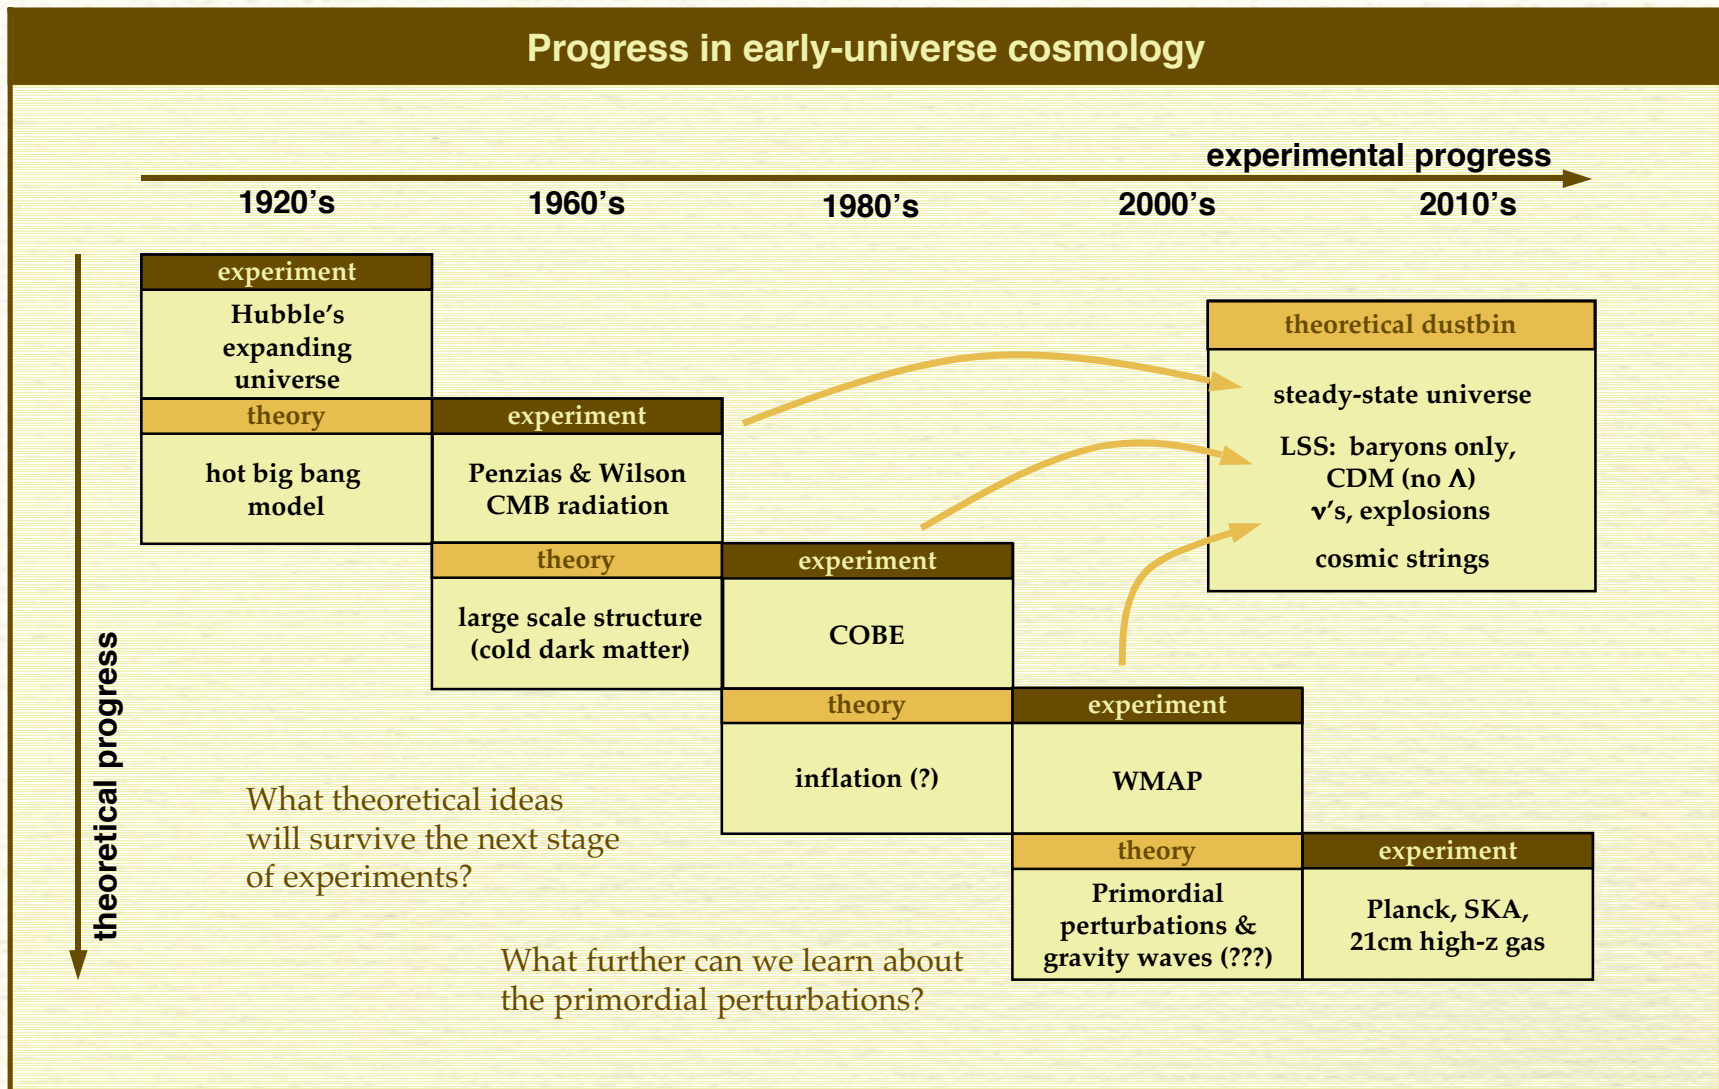 Progress in early-universe cosmology
experimental progress
1920’s
1960’s
1980’s
2000’s
2010’s
theoretical progress
experiment
Hubble’s
expanding
universe
theory
hot big bang
model
experiment
Penzias & Wilson
CMB radiation
theory
large scale structure
(cold dark matter)
experiment
COBE
theory
inflation (?)
experiment
WMAP
theory
Primordial
perturbations &
gravity waves (???)
experiment
Planck, SKA,
21cm high-z gas
theoretical dustbin
steady-state universe
LSS: baryons only,
CDM (no Λ)
ν’s, explosions
cosmic strings
What theoretical ideas
will survive the next stage
of experiments?
What further can we learn about
the primordial perturbations?